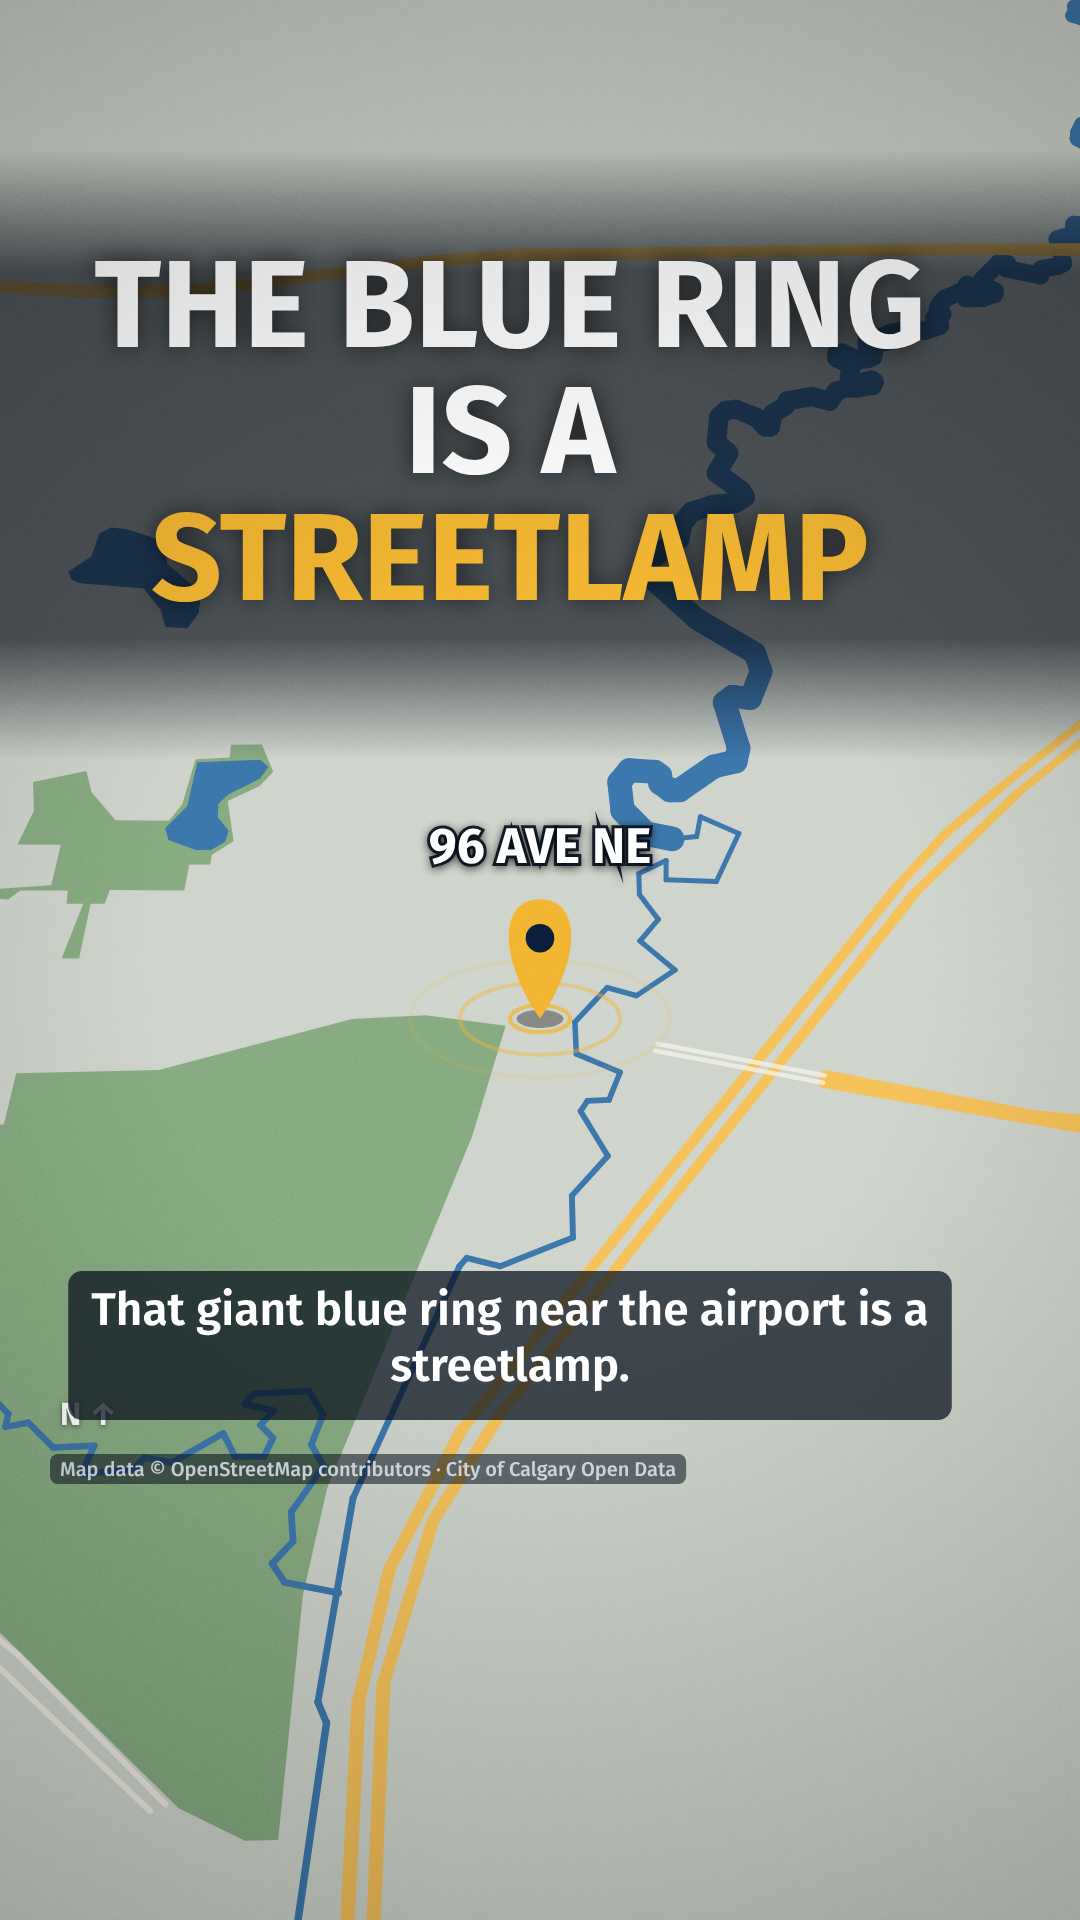 THE BLUE RING
IS A
STREETLAMP
96 AVE NE
That giant blue ring near the airport is a
streetlamp.
N ↑
Map data © OpenStreetMap contributors · City of Calgary Open Data